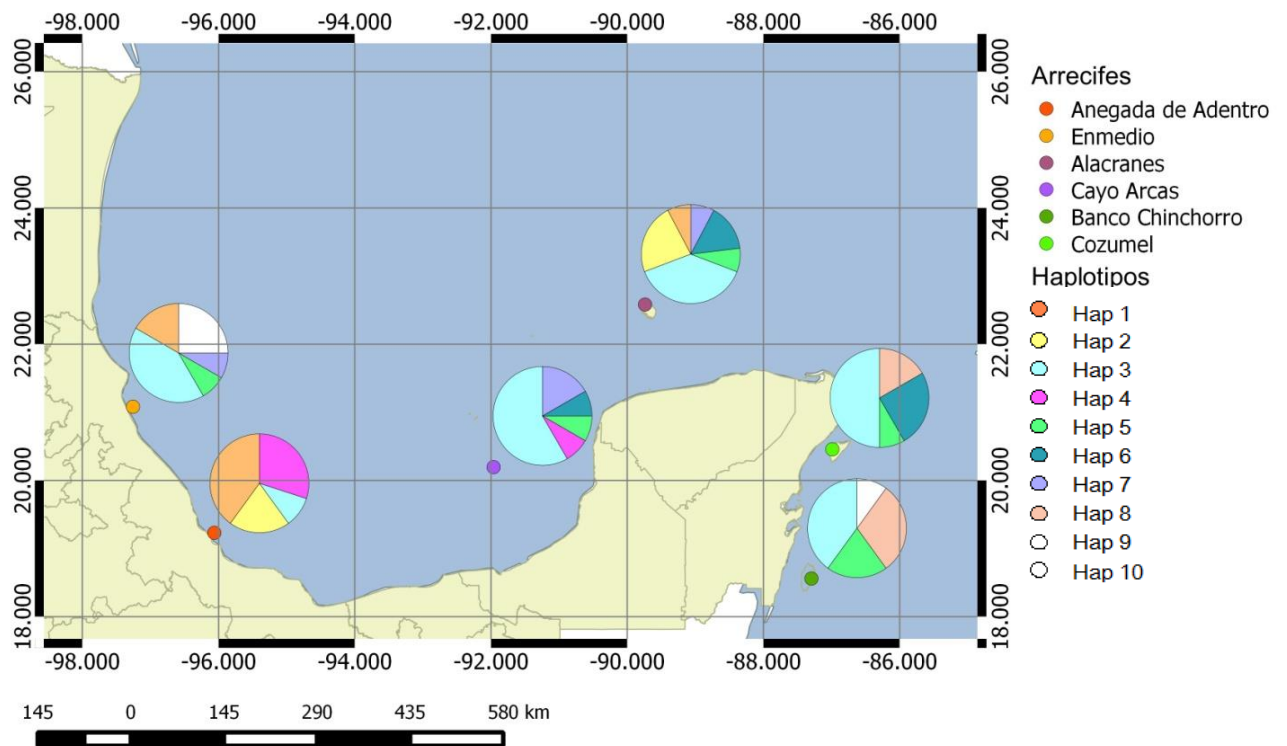 -98.000 -96.000 -94.000 -92.000 -90.000 -88.000 -86.000
26.000 26.000
24.000 24.000
22.000 22.000
20.000 20.000
18.000 18.000
-98.000 -96.000 -94.000 -92.000 -90.000 -88.000 -86.000
145 0 145 290 435 580 km
Arrecifes
Anegada de Adentro
Enmedio
Alacranes
Cayo Arcas
Banco Chinchorro
Cozumel
Haplotipos
Hap 1
Hap 2
Hap 3
Hap 4
Hap 5
Hap 6
Hap 7
Hap 8
Hap 9
Hap 10